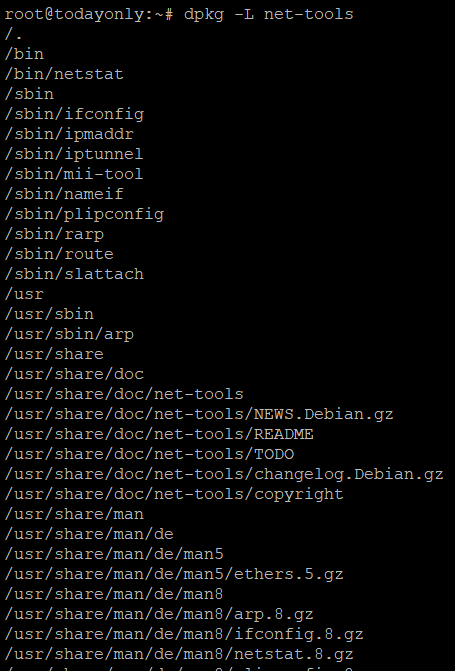 root@todayonly:~# dpkg -L net-tools
/.
/bin
/bin/netstat
/sbin
/sbin/ifconfig
/sbin/ipmaddr
/sbin/iptunnel
/sbin/mii-tool
/sbin/nameif
/sbin/plipconfig
/sbin/rarp
/sbin/route
/sbin/slattach
/usr
/usr/sbin
/usr/sbin/arp
/usr/share
/usr/share/doc
/usr/share/doc/net-tools
/usr/share/doc/net-tools/NEWS.Debian.gz
/usr/share/doc/net-tools/README
/usr/share/doc/net-tools/TODO
/usr/share/doc/net-tools/changelog.Debian.gz
/usr/share/doc/net-tools/copyright
/usr/share/man
/usr/share/man/de
/usr/share/man/de/man5
/usr/share/man/de/man5/ethers.5.gz
/usr/share/man/de/man8
/usr/share/man/de/man8/arp.8.gz
/usr/share/man/de/man8/ifconfig.8.gz
/usr/share/man/de/man8/netstat.8.gz